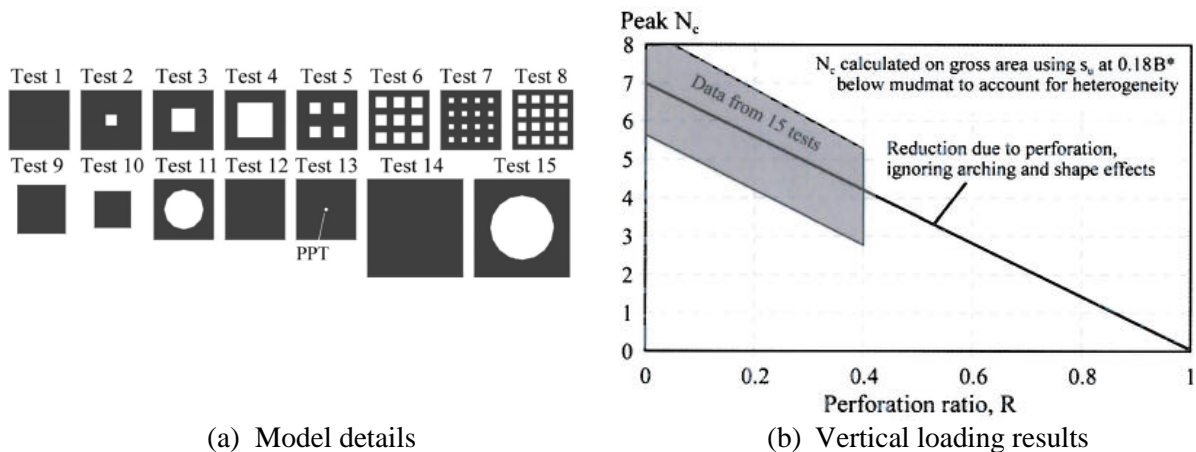 Test 1 Test 2 Test 3 Test 4 Test 5 Test 6 Test 7 Test 8
Test 9 Test 10 Test 11 Test 12 Test 13 Test 14 Test 15
PPT
(a) Model details
Peak N_c
8
7
6
5
4
3
2
1
0
N_c calculated on gross area using s_u at 0.18B*
below mudmat to account for heterogeneity
Data from 15 tests
Reduction due to perforation,
ignoring arching and shape effects
0 0.2 0.4 0.6 0.8 1
Perforation ratio, R
(b) Vertical loading results